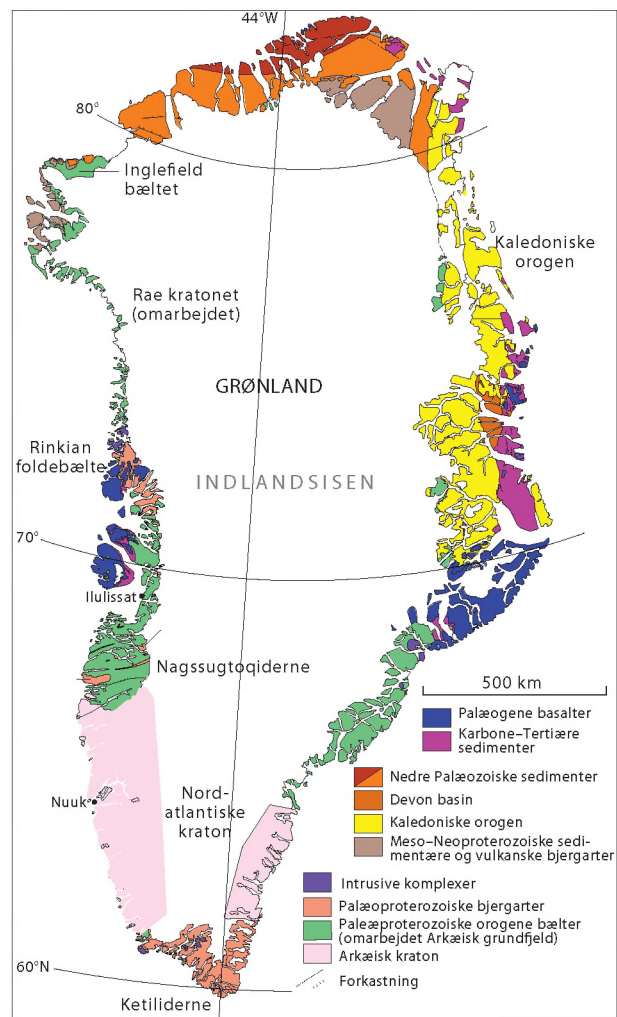 44°W
80°
Inglefield
bæltet
Kaledoniske
orogen
Rae kratonet
(omarbejdet)
GRØNLAND
Rinkian
foldebælte
INDLANDSISEN
70°
Ilulissat
Nagssugtoqiderne
500 km
Palæogene basalter
Karbone–Tertiære
sedimenter
Nord-
atlantiske
kraton
Nuuk
Nedre Palæozoiske sedimenter
Devon basin
Kaledoniske orogen
Meso–Neoproterozoiske sedi-
mentære og vulkanske bjergarter
Intrusive komplexer
Palæoproterozoiske bjergarter
Paleæproterozoiske orogene bælter
(omarbejdet Arkæisk grundfjeld)
Arkæisk kraton
Forkastning
60°N
Ketiliderne